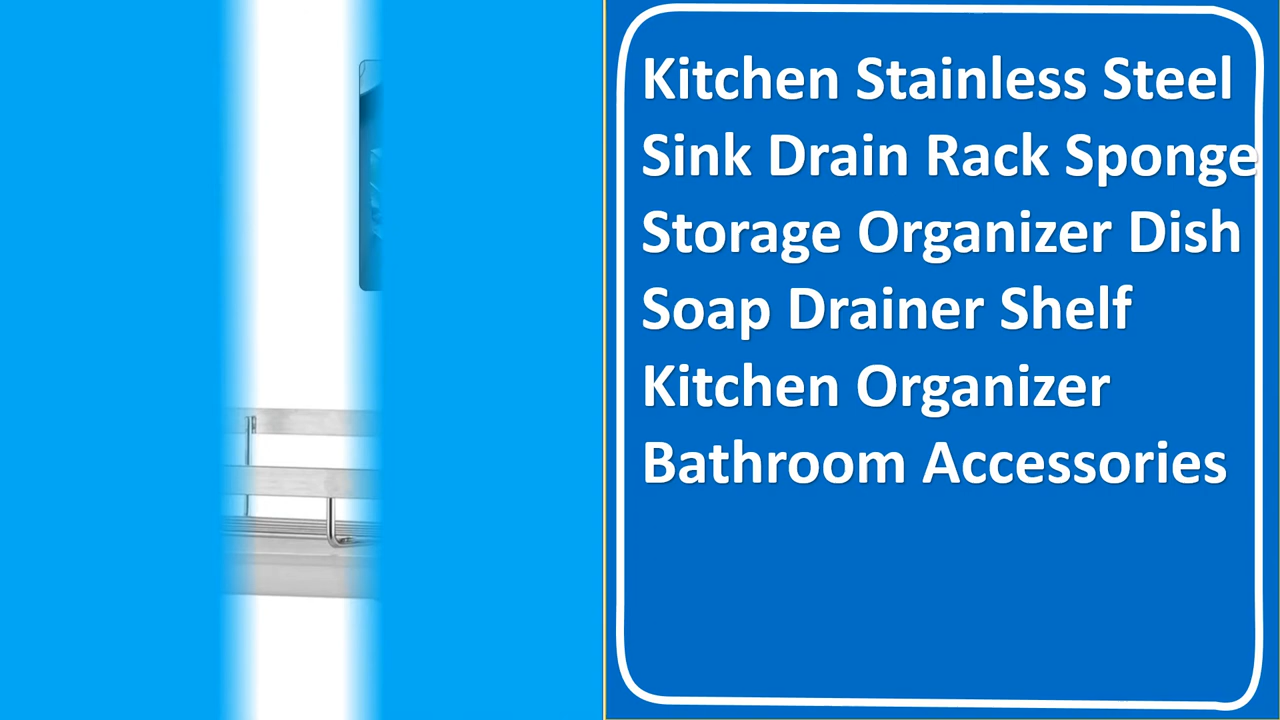 Kitchen Stainless Steel
Sink Drain Rack Sponge
Storage Organizer Dish
Soap Drainer Shelf
Kitchen Organizer
Bathroom Accessories